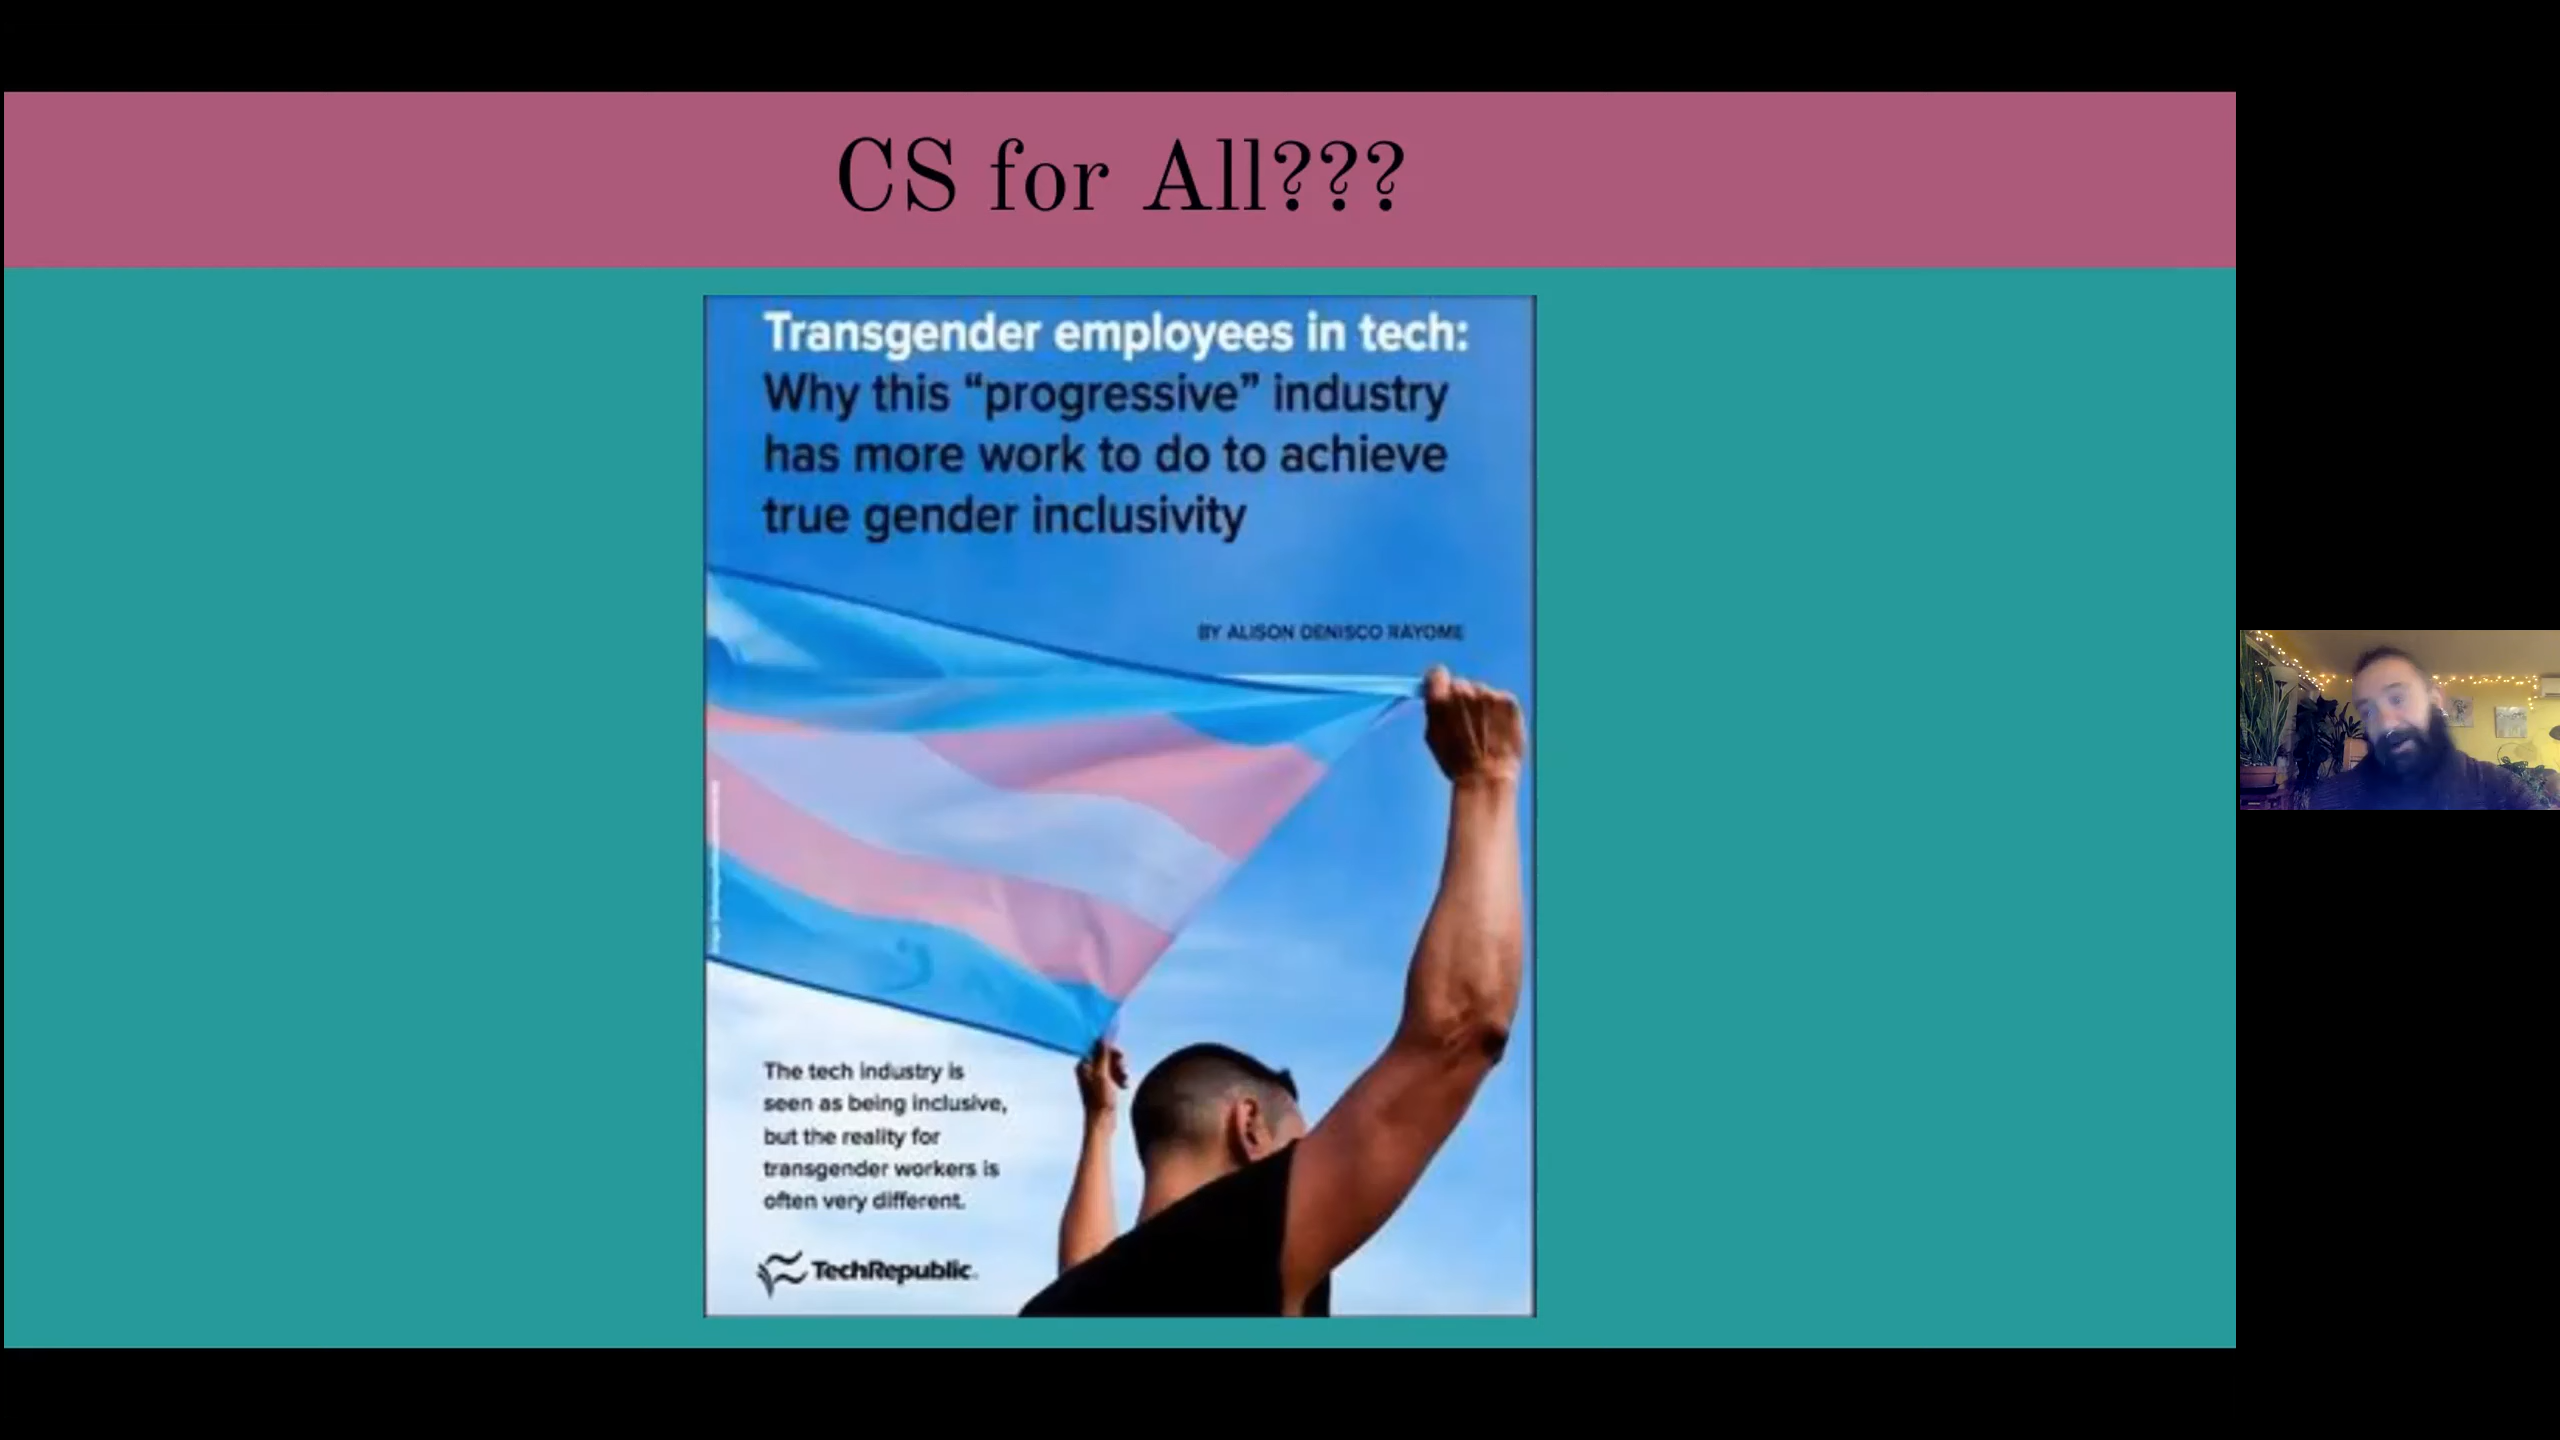 CS for All???
Transgender employees in tech:
Why this “progressive” industry
has more work to do to achieve
true gender inclusivity
BY ALISON DENISCO RAYOME
The tech industry is
seen as being inclusive,
but the reality for
transgender workers is
often very different.
TechRepublic.